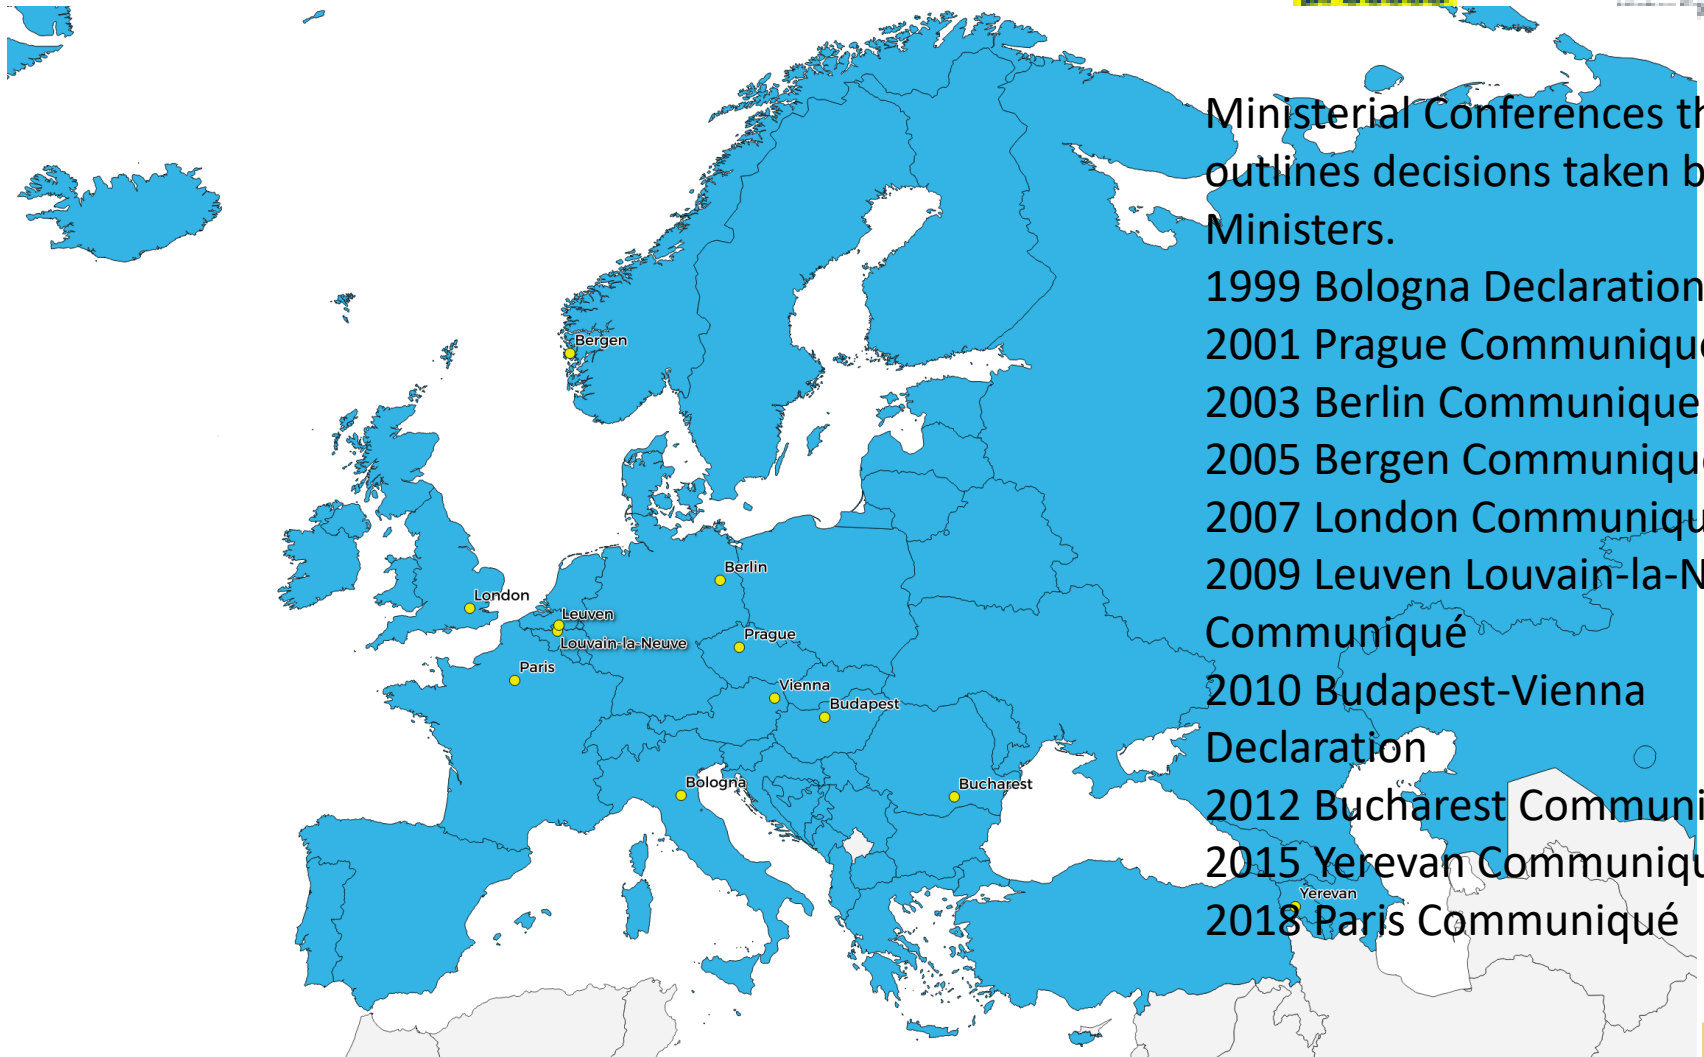 Ministerial Conferences th
outlines decisions taken b
Ministers.
1999 Bologna Declaration
2001 Prague Communiqu
2003 Berlin Communique
2005 Bergen Communiqu
2007 London Communiqu
2009 Leuven Louvain-la-N
Communiqué
2010 Budapest-Vienna
Declaration
2012 Bucharest Communi
2015 Yerevan Communiqu
2018 Paris Communiqué
Bergen
Berlin
London
Leuven
Louvain-la-Neuve
Prague
Paris
Vienna
Budapest
Bologna
Bucharest
Yerevan